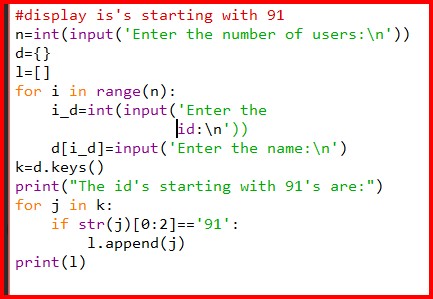 #display is's starting with 91
n=int(input('Enter the number of users:\n'))
d={}
l=[]
for i in range(n):
    i_d=int(input('Enter the
                  id:\n'))
    d[i_d]=input('Enter the name:\n')
k=d.keys()
print("The id's starting with 91's are:")
for j in k:
    if str(j)[0:2]=='91':
        l.append(j)
print(l)